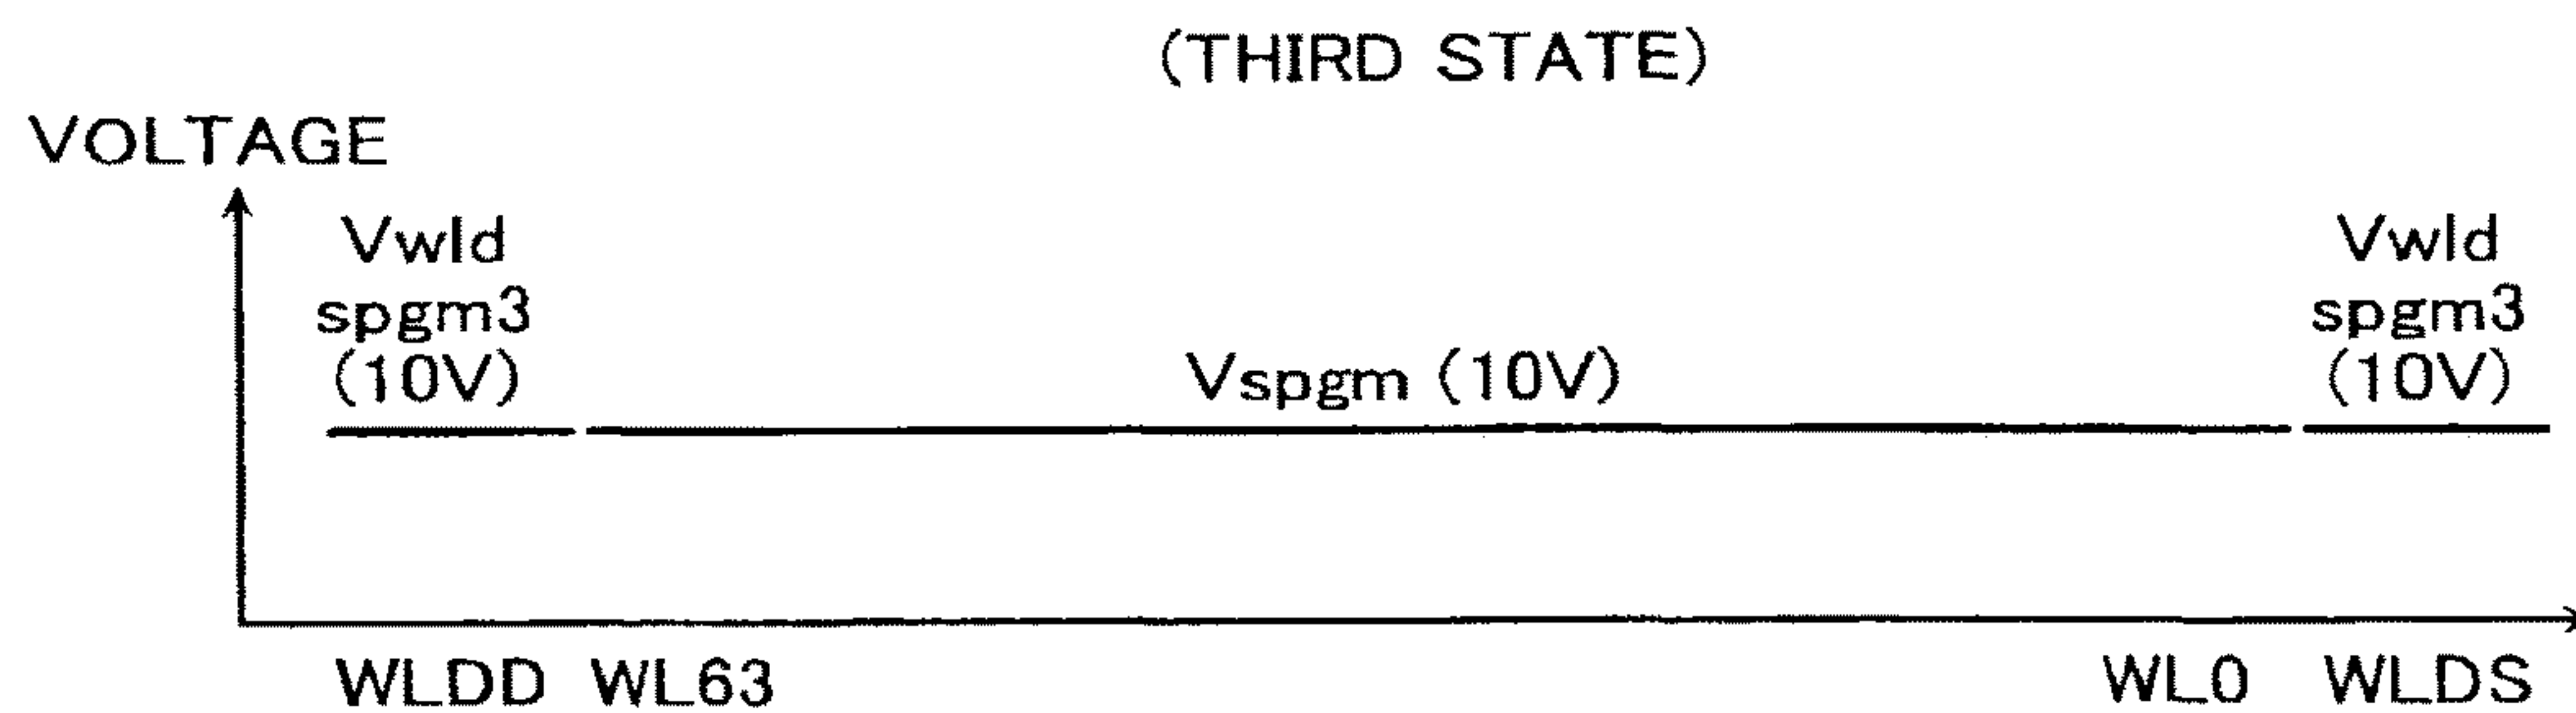 (THIRD STATE)
VOLTAGE
Vwld
spgm3
(10V)
Vspgm (10V)
Vwld
spgm3
(10V)
WLDD WL63 WL0 WLDS